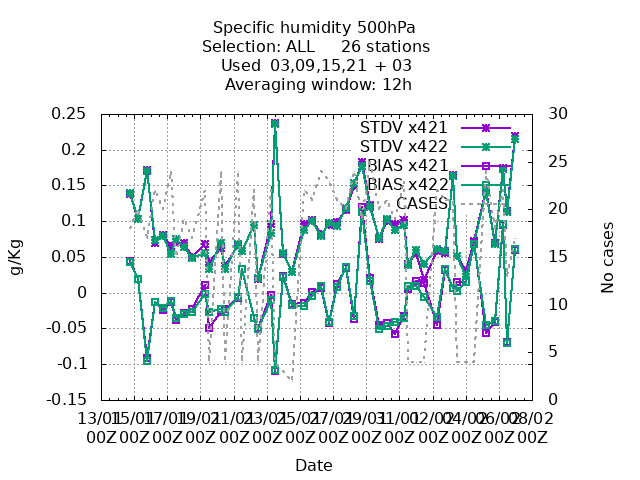 Specific humidity 500hPa
Selection: ALL 26 stations
Used 03,09,15,21 + 03
Averaging window: 12h
0.25
0.2
0.15
0.1
0.05
0
-0.05
-0.1
-0.15
g/Kg
30
25
20
15
10
5
0
No cases
STDV x421
STDV x422
BIAS x421
BIAS x422
CASES
13/01 15/01 17/01 19/01 21/01 23/01 25/01 27/01 29/01 31/01 02/02 04/02 06/02 08/02
00Z 00Z 00Z 00Z 00Z 00Z 00Z 00Z 00Z 00Z 00Z 00Z 00Z 00Z
Date